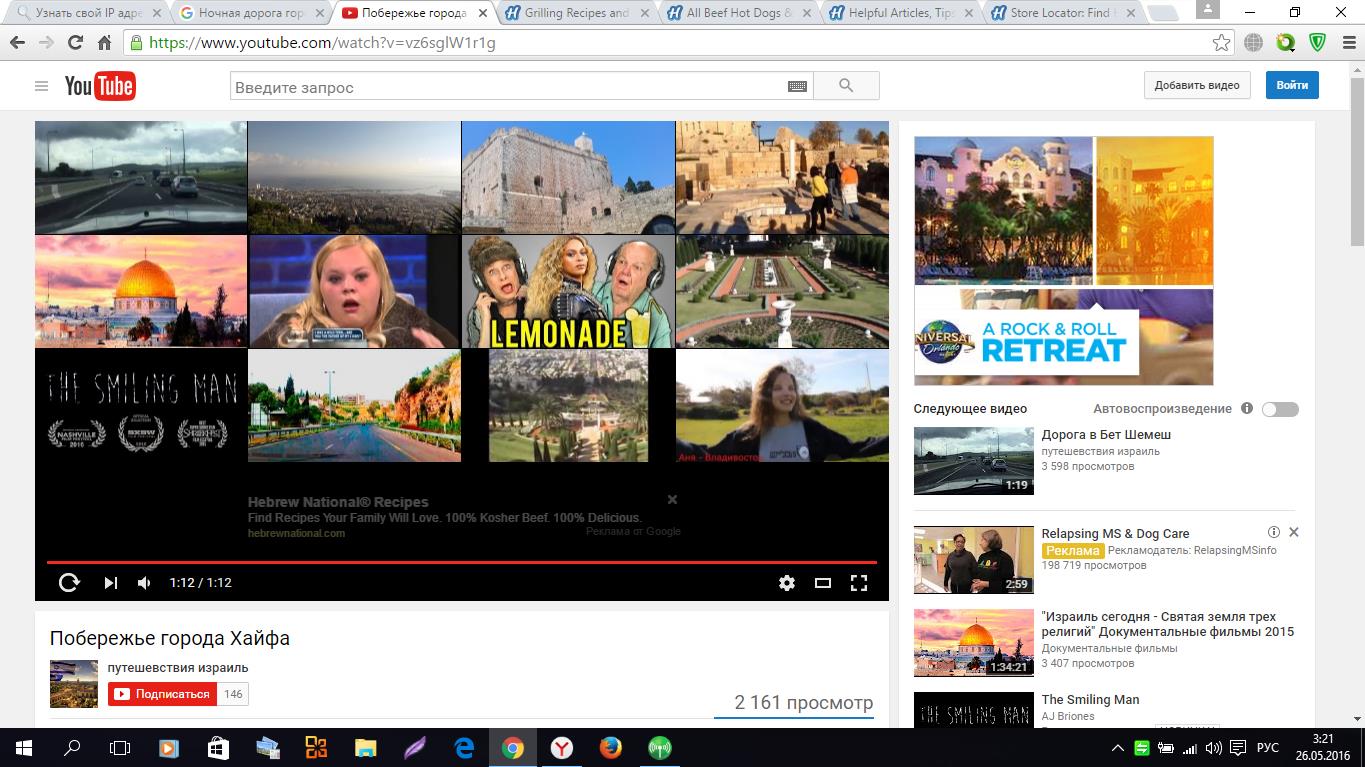 Узнать свой IP адре
Ночная дорога гор
Побережье города
Grilling Recipes and
All Beef Hot Dogs &
Helpful Articles, Tips
Store Locator: Find
https://www.youtube.com/watch?v=vz6sglW1r1g
YouTube
Введите запрос
Добавить видео
Войти
LEMONADE
THE SMILING MAN
NASHVILLE
2016
SXSW
Аня - Владивосток
Hebrew National® Recipes
Find Recipes Your Family Will Love. 100% Kosher Beef. 100% Delicious.
hebrewnational.com
Реклама от Google
1:12 / 1:12
Побережье города Хайфа
путешевствия израиль
Подписаться 146
2 161 просмотр
NIVERSAL
Orlando
A ROCK & ROLL
RETREAT
Следующее видео
Автовоспроизведение
1:19
Дорога в Бет Шемеш
путешевствия израиль
3 598 просмотров
2:59
Relapsing MS & Dog Care
Реклама Рекламодатель: RelapsingMSinfo
198 719 просмотров
1:34:21
"Израиль сегодня - Святая земля трех
религий" Документальные фильмы 2015
Документальные фильмы
3 407 просмотров
THE SMILING MAN
The Smiling Man
AJ Briones
РУС
3:21
26.05.2016